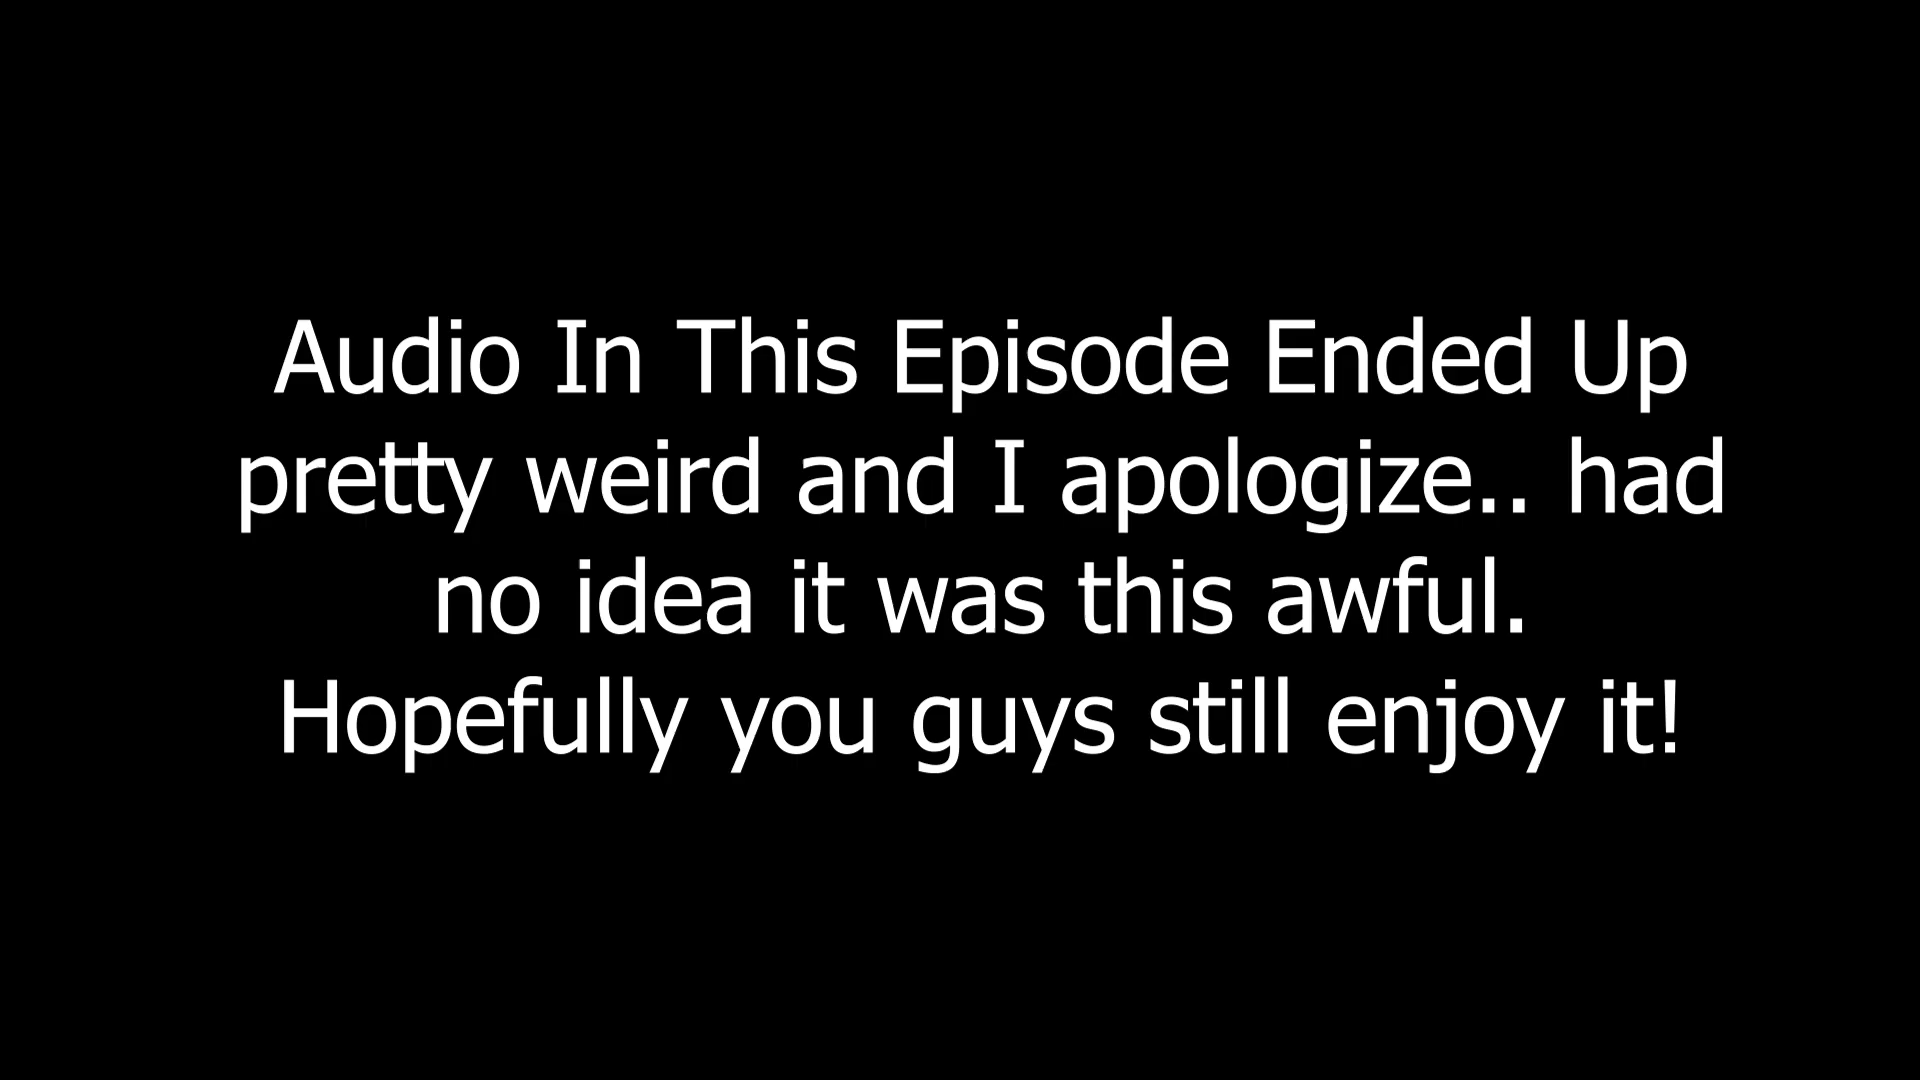 Audio In This Episode Ended Up
pretty weird and I apologize.. had
no idea it was this awful.
Hopefully you guys still enjoy it!